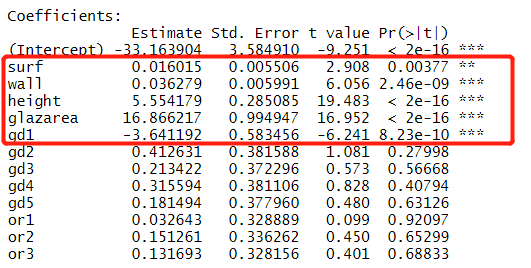 Coefficients:
Estimate Std. Error t value Pr(>|t|)
(Intercept) -33.163904 3.584910 -9.251 < 2e-16 ***
surf 0.016015 0.005506 2.908 0.00377 **
wall 0.036279 0.005991 6.056 2.46e-09 ***
height 5.554179 0.285085 19.483 < 2e-16 ***
glazarea 16.866217 0.994947 16.952 < 2e-16 ***
gd1 -3.641192 0.583456 -6.241 8.23e-10 ***
gd2 0.412631 0.381588 1.081 0.27998
gd3 0.213422 0.372296 0.573 0.56668
gd4 0.315594 0.381106 0.828 0.40794
gd5 0.181494 0.377960 0.480 0.63126
or1 0.032643 0.328889 0.099 0.92097
or2 0.151261 0.336262 0.450 0.65299
or3 0.131693 0.328156 0.401 0.68833